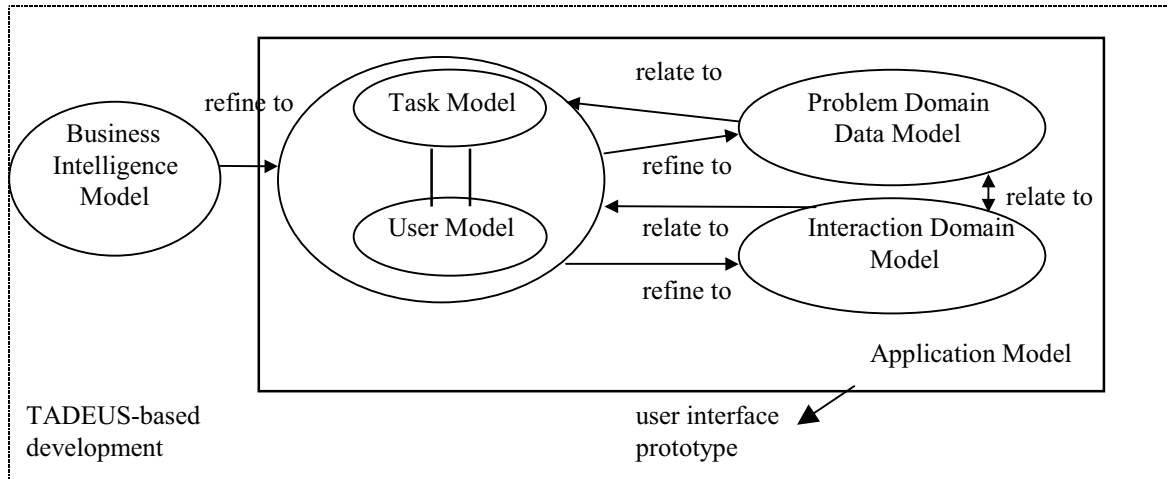 relate to
refine to
Task Model
Problem Domain
Data Model
Business
Intelligence
Model
refine to
relate to
User Model
relate to
Interaction Domain
Model
refine to
Application Model
TADEUS-based
development
user interface
prototype